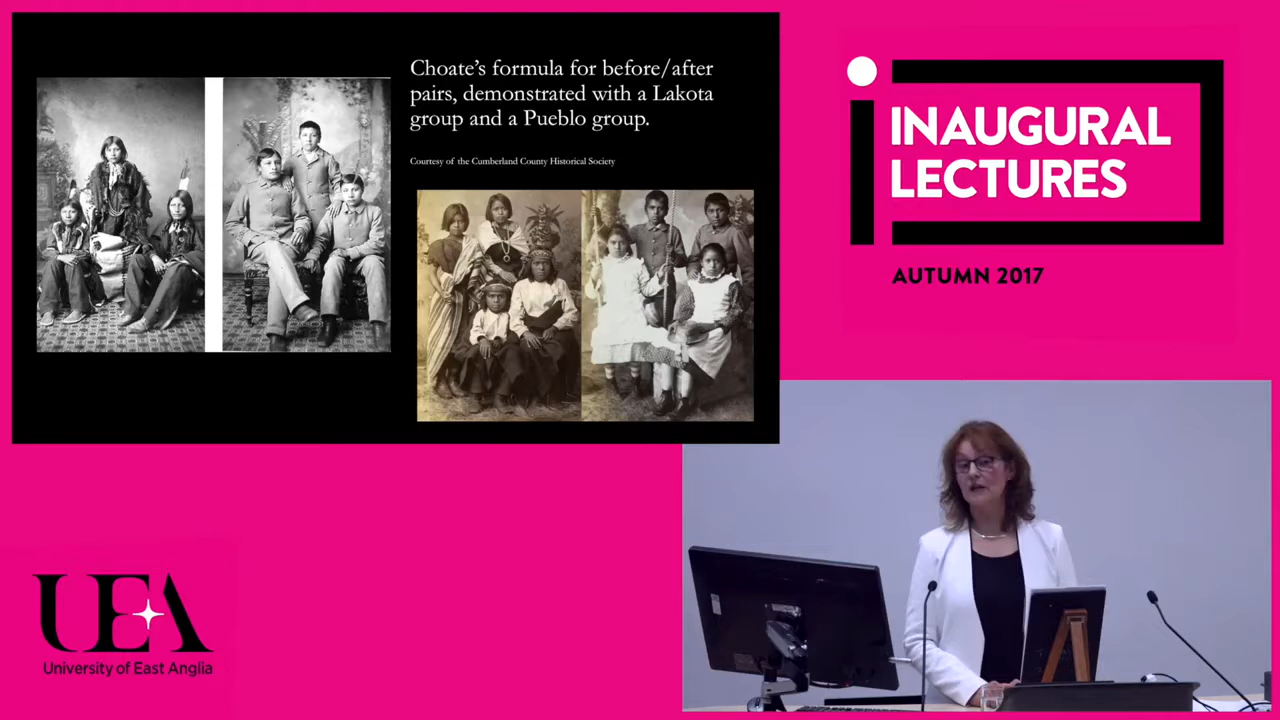 Choate’s formula for before/after
pairs, demonstrated with a Lakota
group and a Pueblo group.
Courtesy of the Cumberland County Historical Society
INAUGURAL
LECTURES
AUTUMN 2017
UEA
University of East Anglia